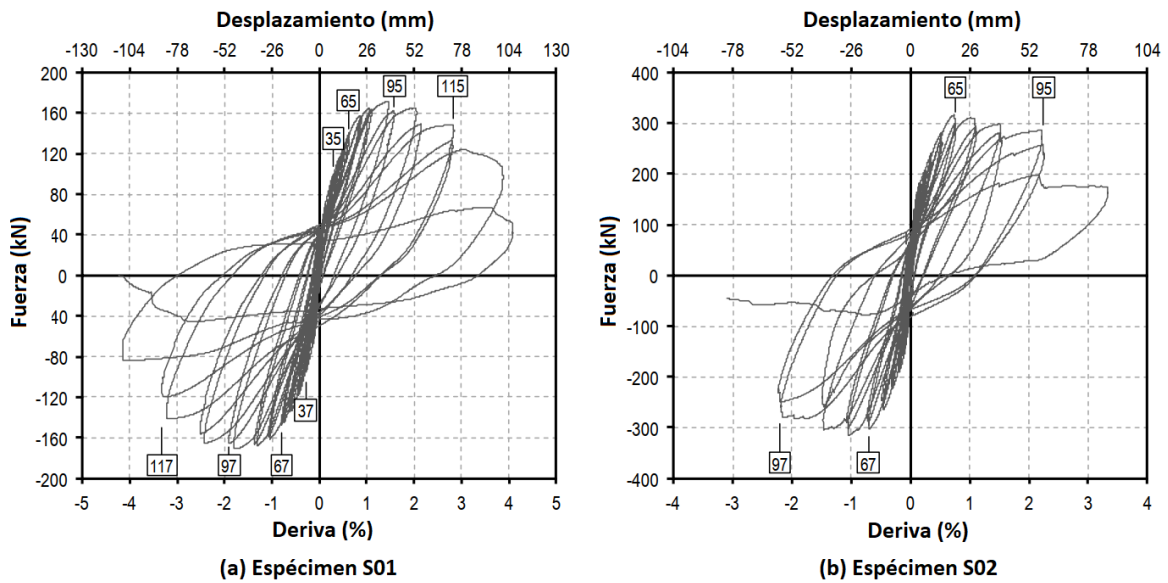 Desplazamiento (mm)
-130 -104 -78 -52 -26 0 26 52 78 104 130
200
160
120
80
40
0
40
-80
-120
-160
-200
Fuerza (kN)
35
65
95
115
37
67
97
117
-5 -4 -3 -2 -1 0 1 2 3 4 5
Deriva (%)
(a) Espécimen S01
Desplazamiento (mm)
-104 -78 -52 -26 0 26 52 78 104
400
300
200
100
0
-100
-200
-300
-400
Fuerza (kN)
65
95
67
97
-4 -3 -2 -1 0 1 2 3 4
Deriva (%)
(b) Espécimen S02